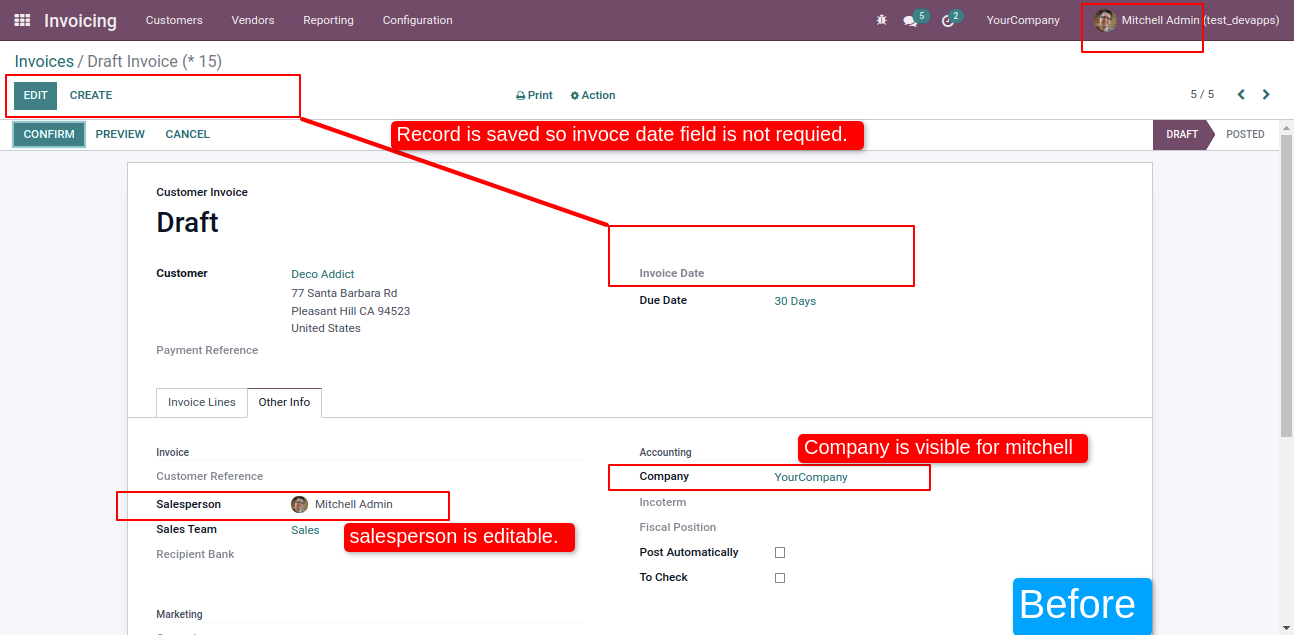 Invoicing Customers Vendors Reporting Configuration 5 2 YourCompany Mitchell Admin (test_devapps)
Invoices / Draft Invoice (* 15)
EDIT CREATE Print Action 5 / 5
CONFIRM PREVIEW CANCEL DRAFT POSTED
Record is saved so invoce date field is not requied.
Customer Invoice
Draft
Customer Deco Addict Invoice Date
77 Santa Barbara Rd Due Date 30 Days
Pleasant Hill CA 94523
United States
Payment Reference
Invoice Lines Other Info
Company is visible for mitchell
Invoice Accounting
Customer Reference Company YourCompany
Salesperson Mitchell Admin Incoterm
Sales Team Sales Fiscal Position
salesperson is editable.
Recipient Bank Post Automatically
To Check
Before
Marketing